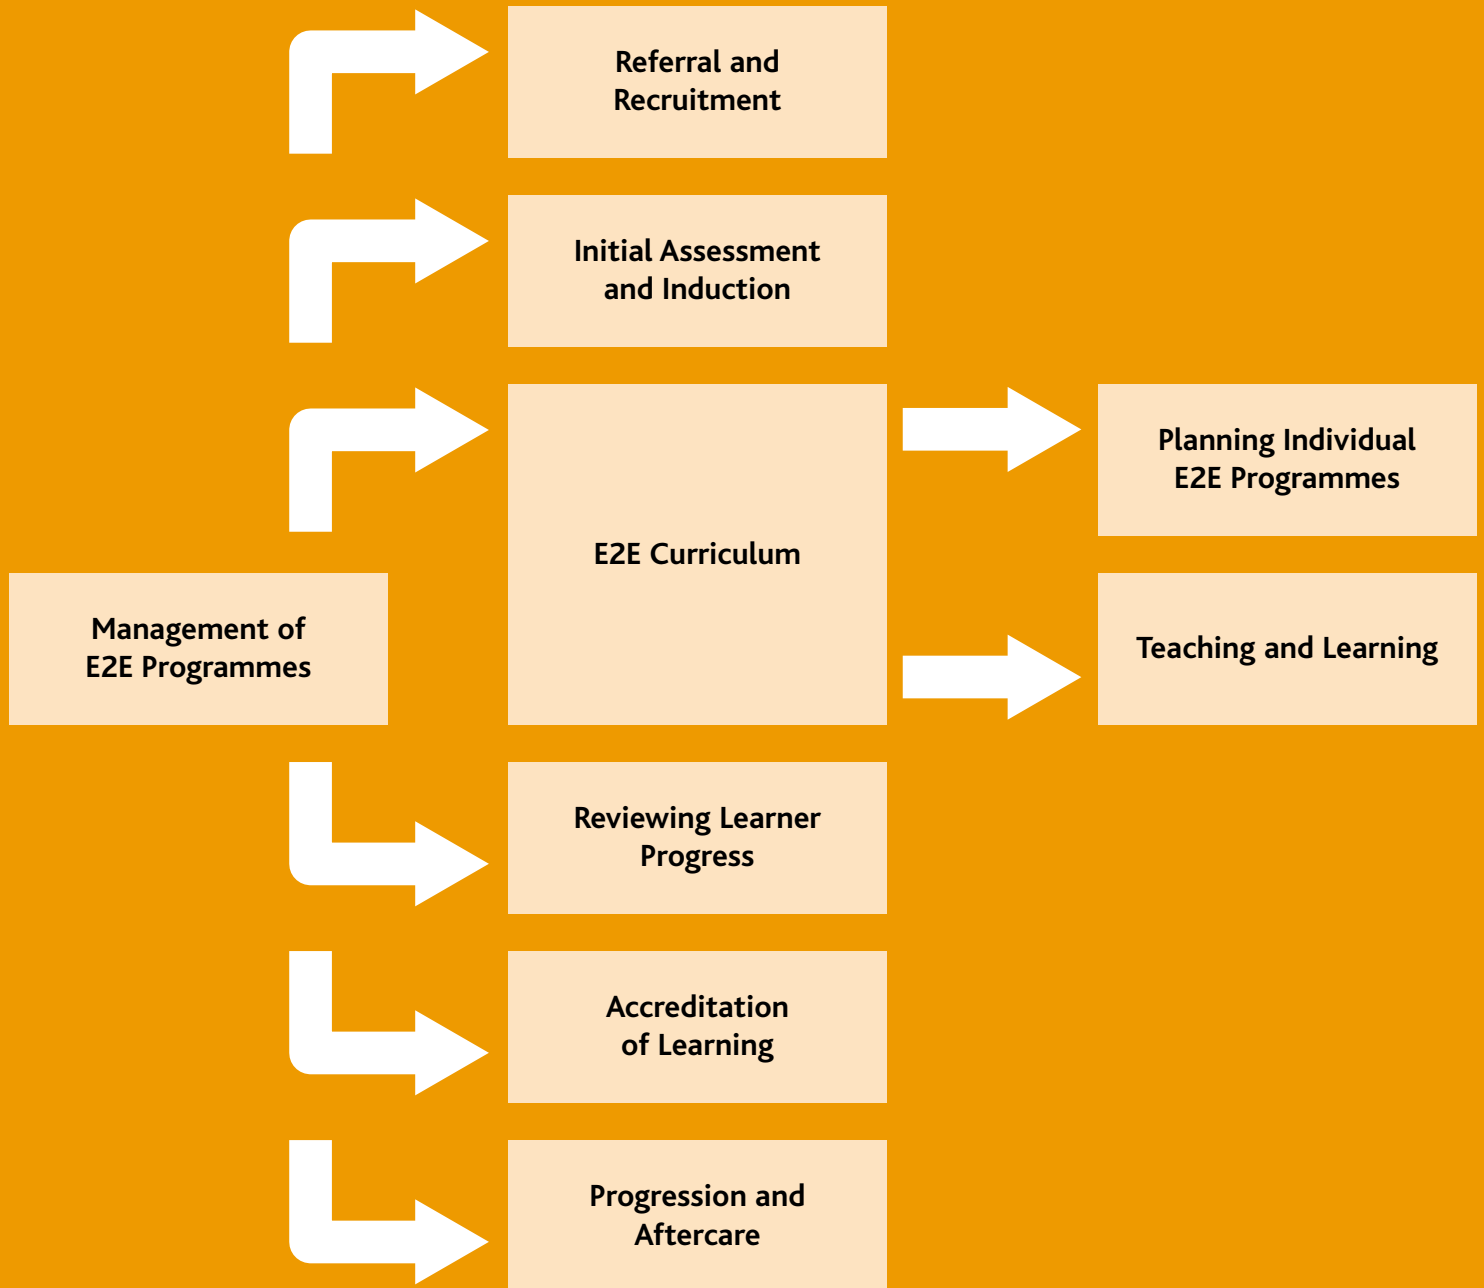 Referral and
Recruitment
Initial Assessment
and Induction
E2E Curriculum
Planning Individual
E2E Programmes
Management of
E2E Programmes
Teaching and Learning
Reviewing Learner
Progress
Accreditation
of Learning
Progression and
Aftercare